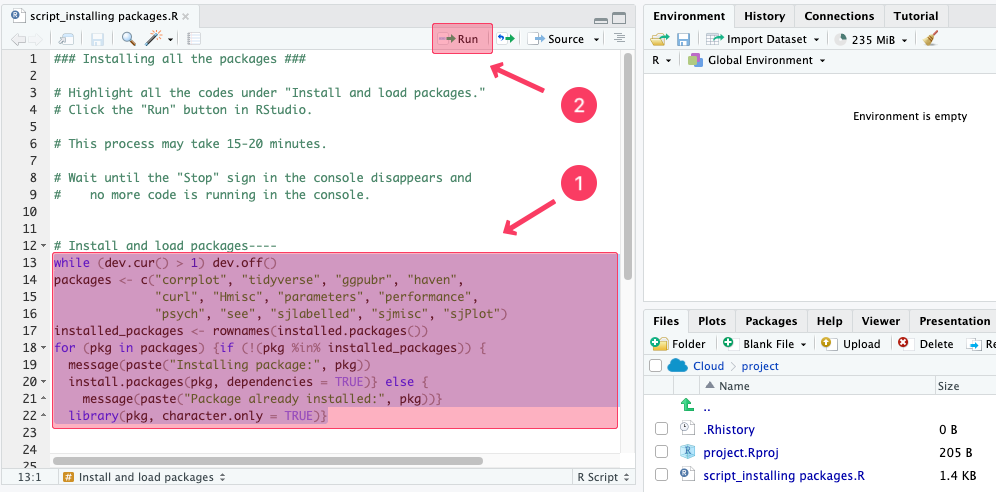 script_installing packages.R
Run
Source
1 ### Installing all the packages ###
2
3 # Highlight all the codes under "Install and load packages."
4 # Click the "Run" button in RStudio.
5
6 # This process may take 15-20 minutes.
7
8 # Wait until the "Stop" sign in the console disappears and
9 #    no more code is running in the console.
10
11
12 # Install and load packages----
13 while (dev.cur() > 1) dev.off()
14 packages <- c("corrplot", "tidyverse", "ggpubr", "haven",
15               "curl", "Hmisc", "parameters", "performance",
16               "psych", "see", "sjlabelled", "sjmisc", "sjPlot")
17 installed_packages <- rownames(installed.packages())
18 for (pkg in packages) {if (!(pkg %in% installed_packages)) {
19   message(paste("Installing package:", pkg))
20   install.packages(pkg, dependencies = TRUE)} else {
21     message(paste("Package already installed:", pkg))}
22   library(pkg, character.only = TRUE)}
23
24
25
2
1
13:1 # Install and load packages R Script
Environment History Connections Tutorial
Import Dataset 235 MiB
R Global Environment
Environment is empty
Files Plots Packages Help Viewer Presentation
Folder Blank File Upload Delete Re
Cloud > project
Name Size
..
.Rhistory 0 B
project.Rproj 205 B
script_installing packages.R 1.4 KB